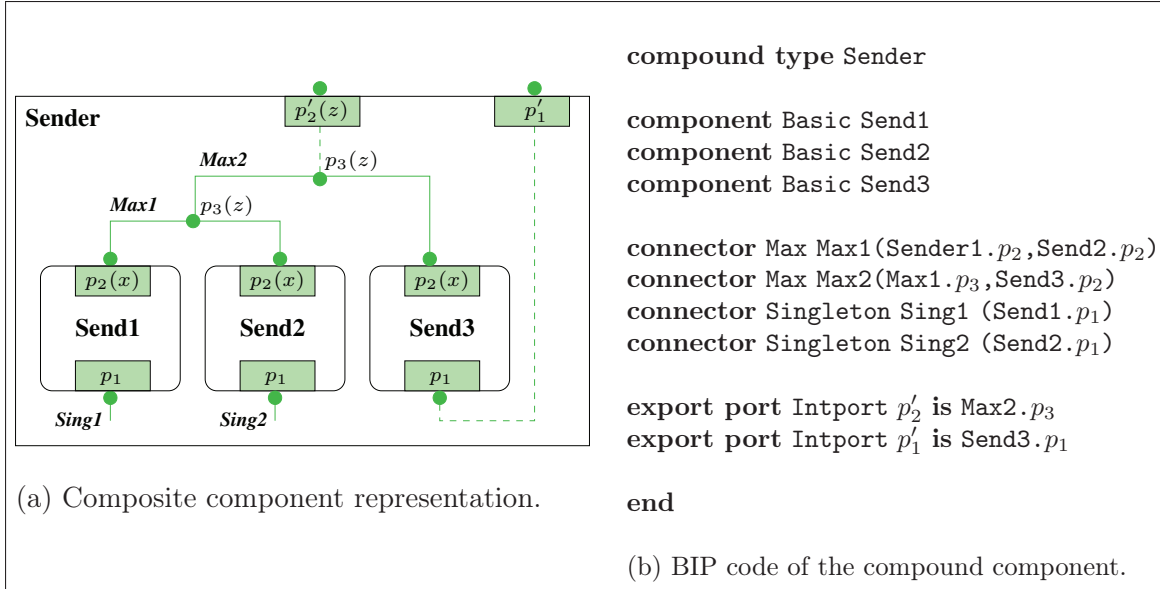 Sender
p′₂(z)
p′₁
Max2
p₃(z)
Max1
p₃(z)
p₂(x)
p₂(x)
p₂(x)
Send1
Send2
Send3
p₁
p₁
p₁
Sing1
Sing2
(a) Composite component representation.
compound type Sender
component Basic Send1
component Basic Send2
component Basic Send3
connector Max Max1(Sender1.p₂,Send2.p₂)
connector Max Max2(Max1.p₃,Send3.p₂)
connector Singleton Sing1 (Send1.p₁)
connector Singleton Sing2 (Send2.p₁)
export port Intport p′₂ is Max2.p₃
export port Intport p′₁ is Send3.p₁
end
(b) BIP code of the compound component.